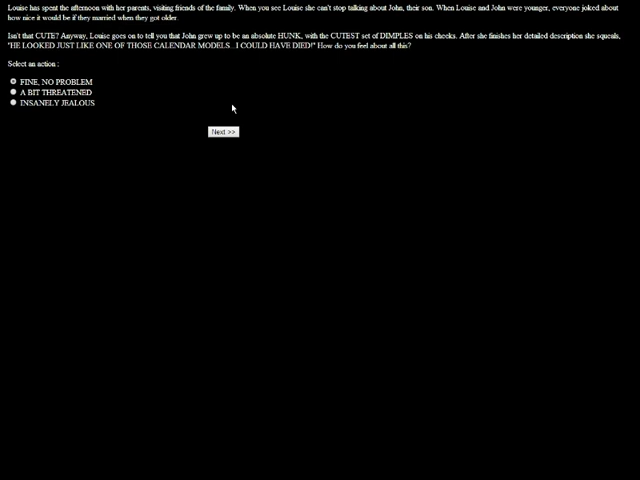 Louise has spent the afternoon with her parents, visiting friends of the family. When you see Louise she can't stop talking about John, their son. When Louise and John were younger, everyone joked about
how nice it would be if they married when they got older.
Isn't that CUTE? Anyway, Louise goes on to tell you that John grew up to be an absolute HUNK, with the CUTEST set of DIMPLES on his cheeks. After she finishes her detailed description she squeals,
"HE LOOKED JUST LIKE ONE OF THOSE CALENDAR MODELS...I COULD HAVE DIED!" How do you feel about all this?
Select an action :
FINE, NO PROBLEM
A BIT THREATENED
INSANELY JEALOUS
Next >>